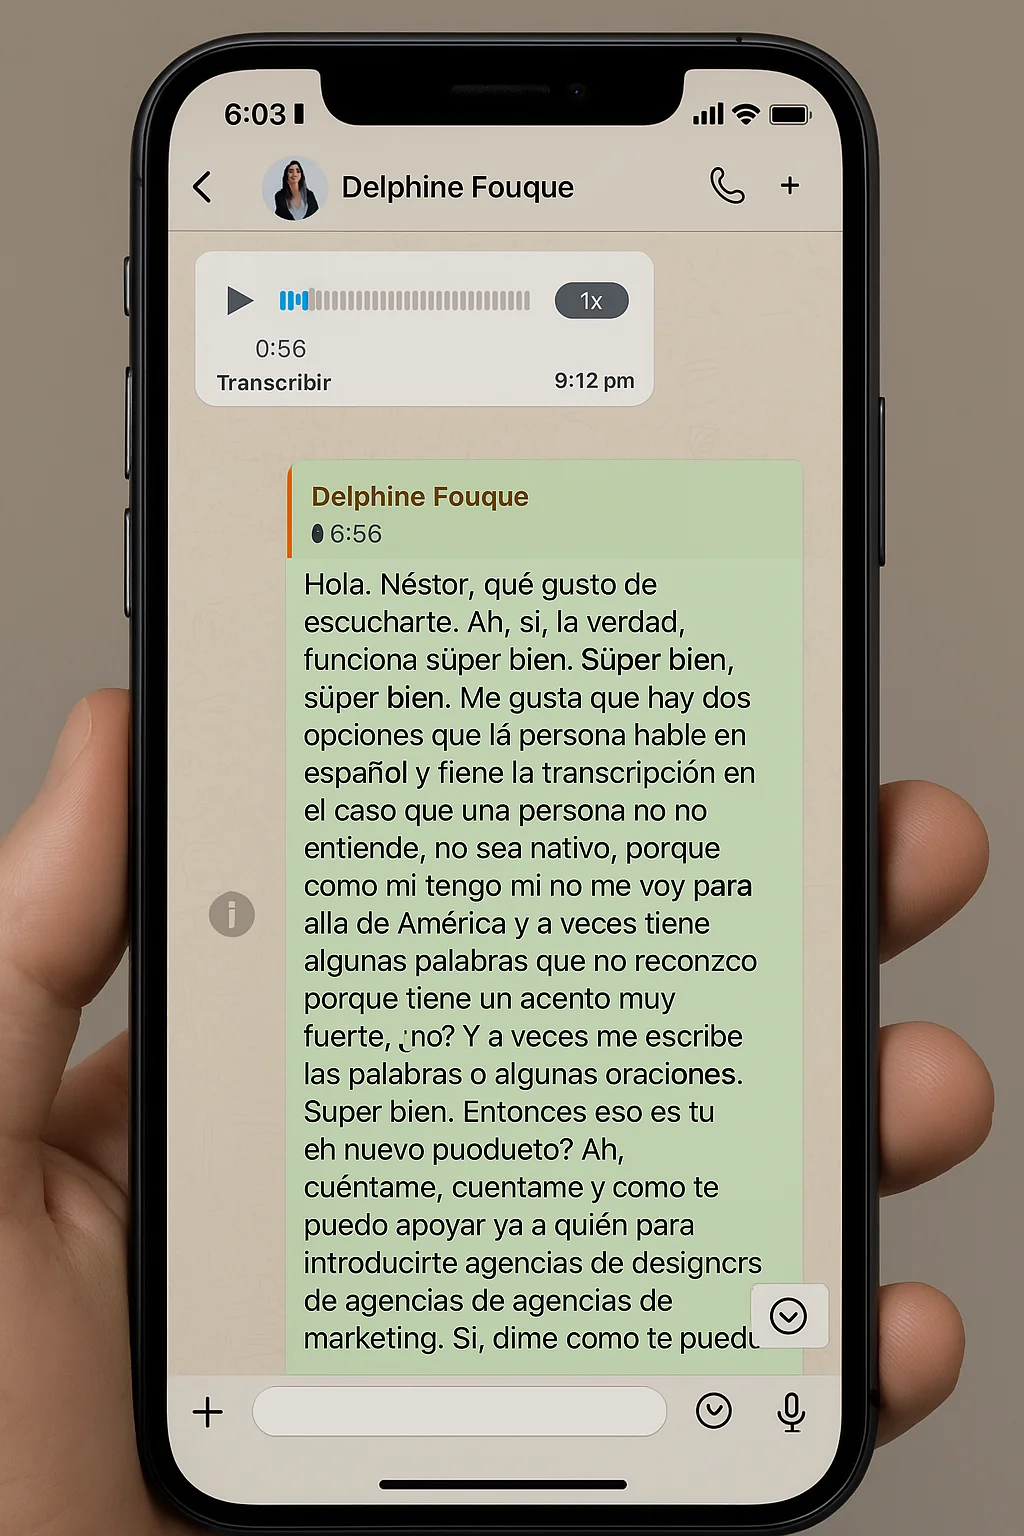 6:03
Delphine Fouque
1x
0:56
Transcribir 9:12 pm
Delphine Fouque
6:56
Hola. Néstor, qué gusto de
escucharte. Ah, si, la verdad,
funciona süper bien. Süper bien,
süper bien. Me gusta que hay dos
opciones que lá persona hable en
español y fiene la transcripción en
el caso que una persona no no
entiende, no sea nativo, porque
como mi tengo mi no me voy para
alla de América y a veces tiene
algunas palabras que no reconzco
porque tiene un acento muy
fuerte, ¿no? Y a veces me escribe
las palabras o algunas oraciones.
Super bien. Entonces eso es tu
eh nuevo puodueto? Ah,
cuéntame, cuentame y como te
puedo apoyar ya a quién para
introducirte agencias de designcrs
de agencias de agencias de
marketing. Si, dime como te